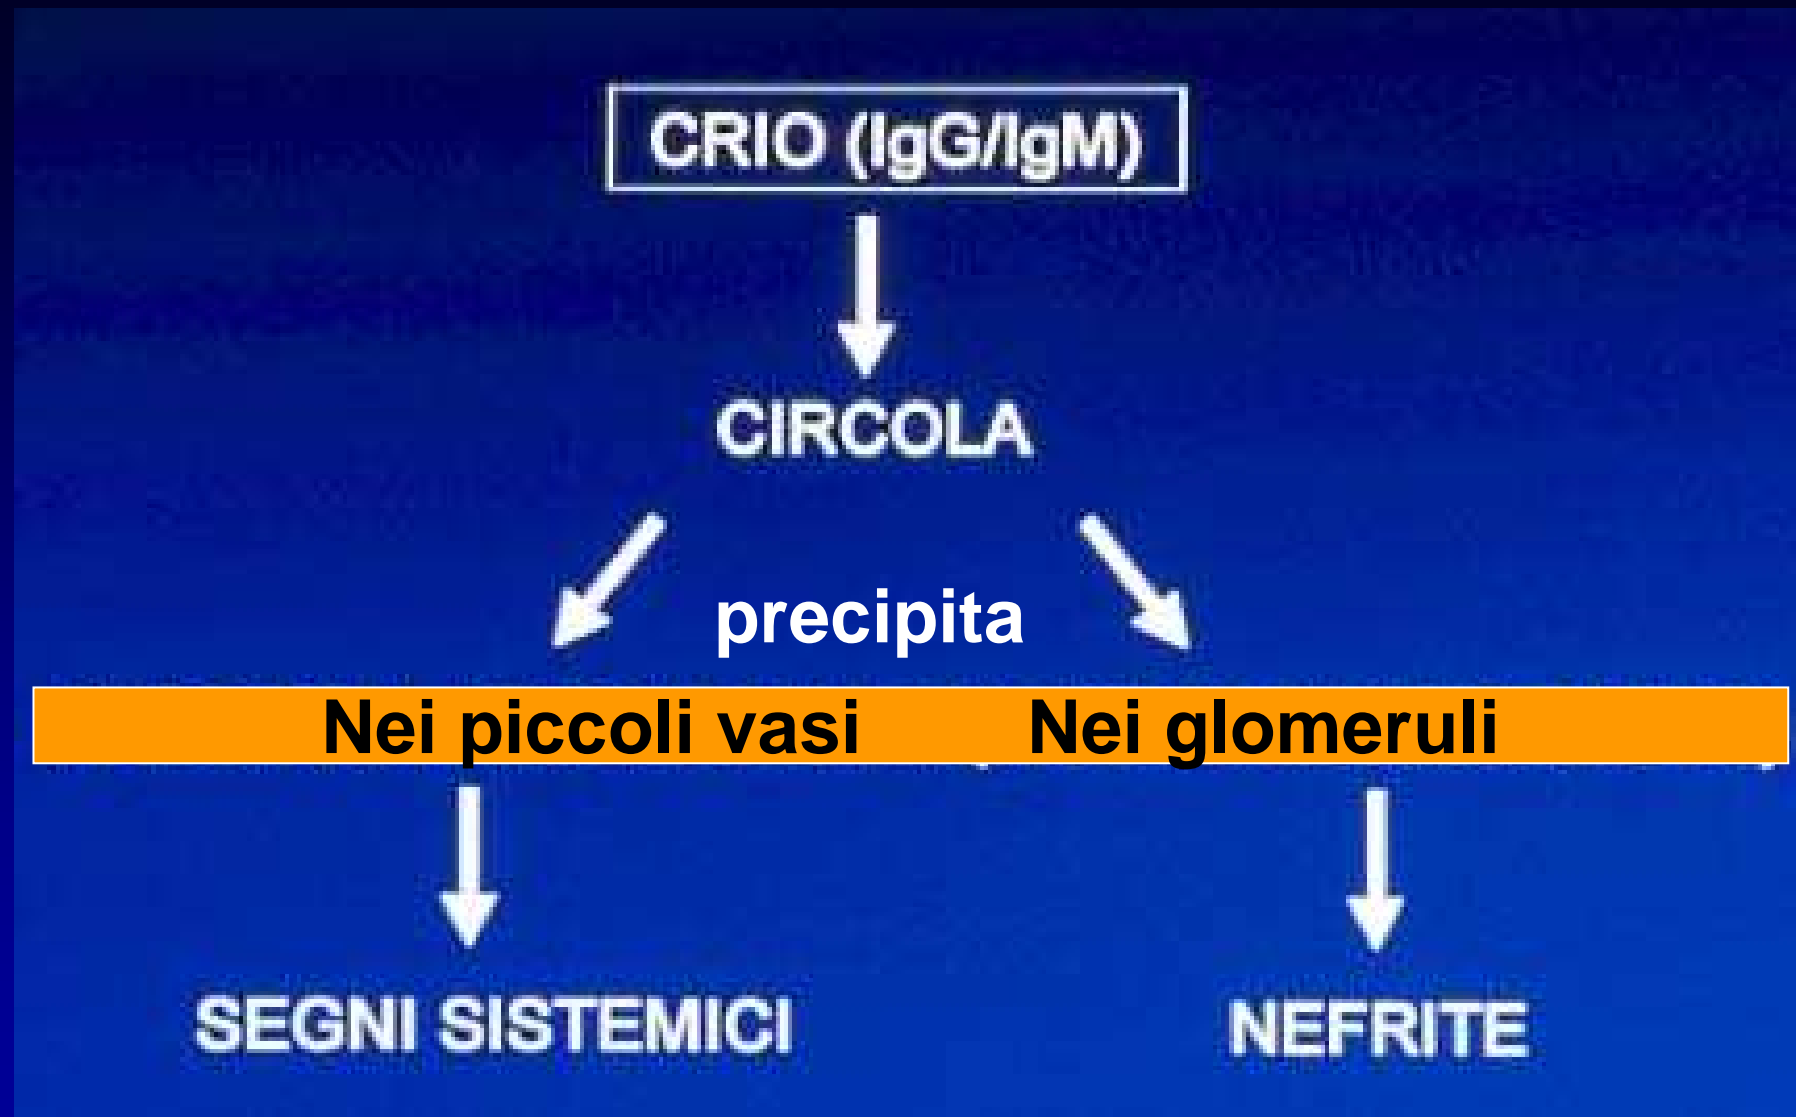 CRIO (IgG/IgM)
CIRCOLA
precipita
Nei piccoli vasi Nei glomeruli
SEGNI SISTEMICI NEFRITE